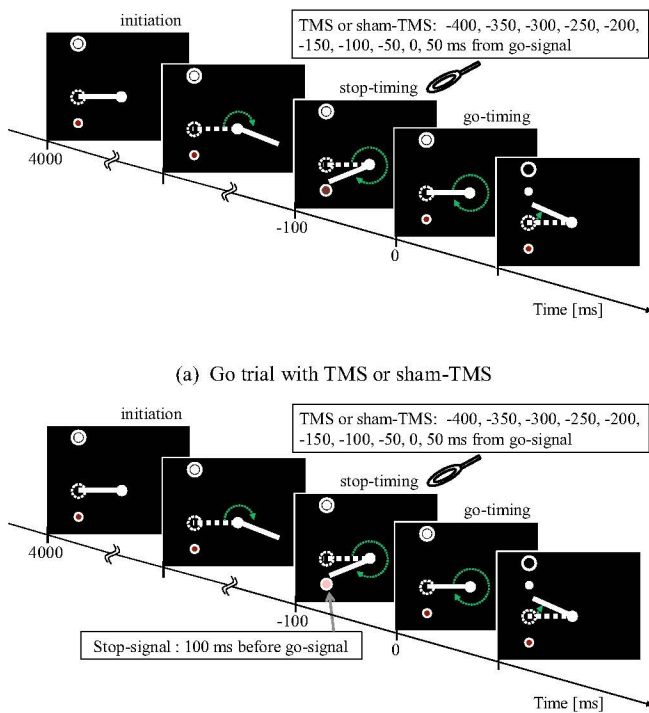 initiation
TMS or sham-TMS: -400, -350, -300, -250, -200,
-150, -100, -50, 0, 50 ms from go-signal
stop-timing
go-timing
4000
-100
0
Time [ms]
(a) Go trial with TMS or sham-TMS
initiation
TMS or sham-TMS: -400, -350, -300, -250, -200,
-150, -100, -50, 0, 50 ms from go-signal
stop-timing
go-timing
4000
-100
Stop-signal : 100 ms before go-signal
0
Time [ms]